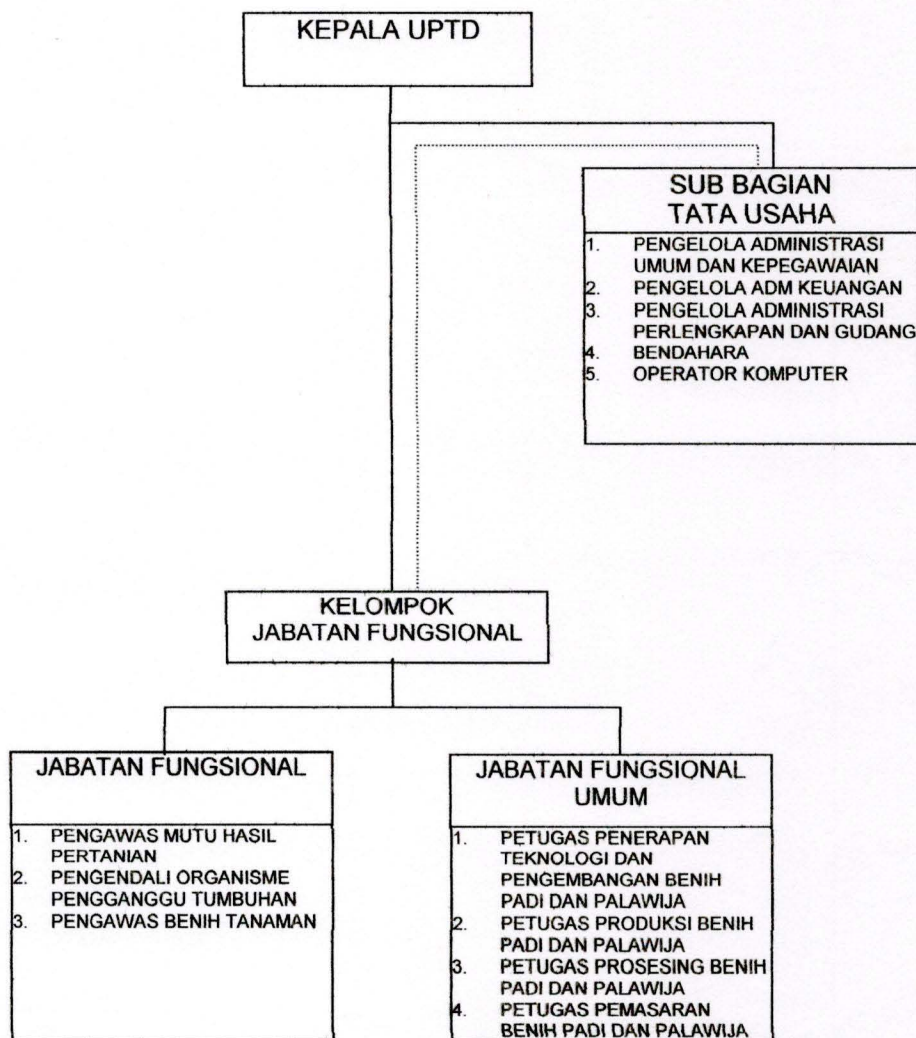 KEPALA UPTD
SUB BAGIAN
TATA USAHA
1. PENGELOLA ADMINISTRASI
UMUM DAN KEPEGAWAIAN
2. PENGELOLA ADM KEUANGAN
3. PENGELOLA ADMINISTRASI
PERLENGKAPAN DAN GUDANG
4. BENDAHARA
5. OPERATOR KOMPUTER
KELOMPOK
JABATAN FUNGSIONAL
JABATAN FUNGSIONAL
1. PENGAWAS MUTU HASIL
PERTANIAN
2. PENGENDALI ORGANISME
PENGGANGGU TUMBUHAN
3. PENGAWAS BENIH TANAMAN
JABATAN FUNGSIONAL
UMUM
1. PETUGAS PENERAPAN
TEKNOLOGI DAN
PENGEMBANGAN BENIH
PADI DAN PALAWIJA
2. PETUGAS PRODUKSI BENIH
PADI DAN PALAWIJA
3. PETUGAS PROSESING BENIH
PADI DAN PALAWIJA
4. PETUGAS PEMASARAN
BENIH PADI DAN PALAWIJA